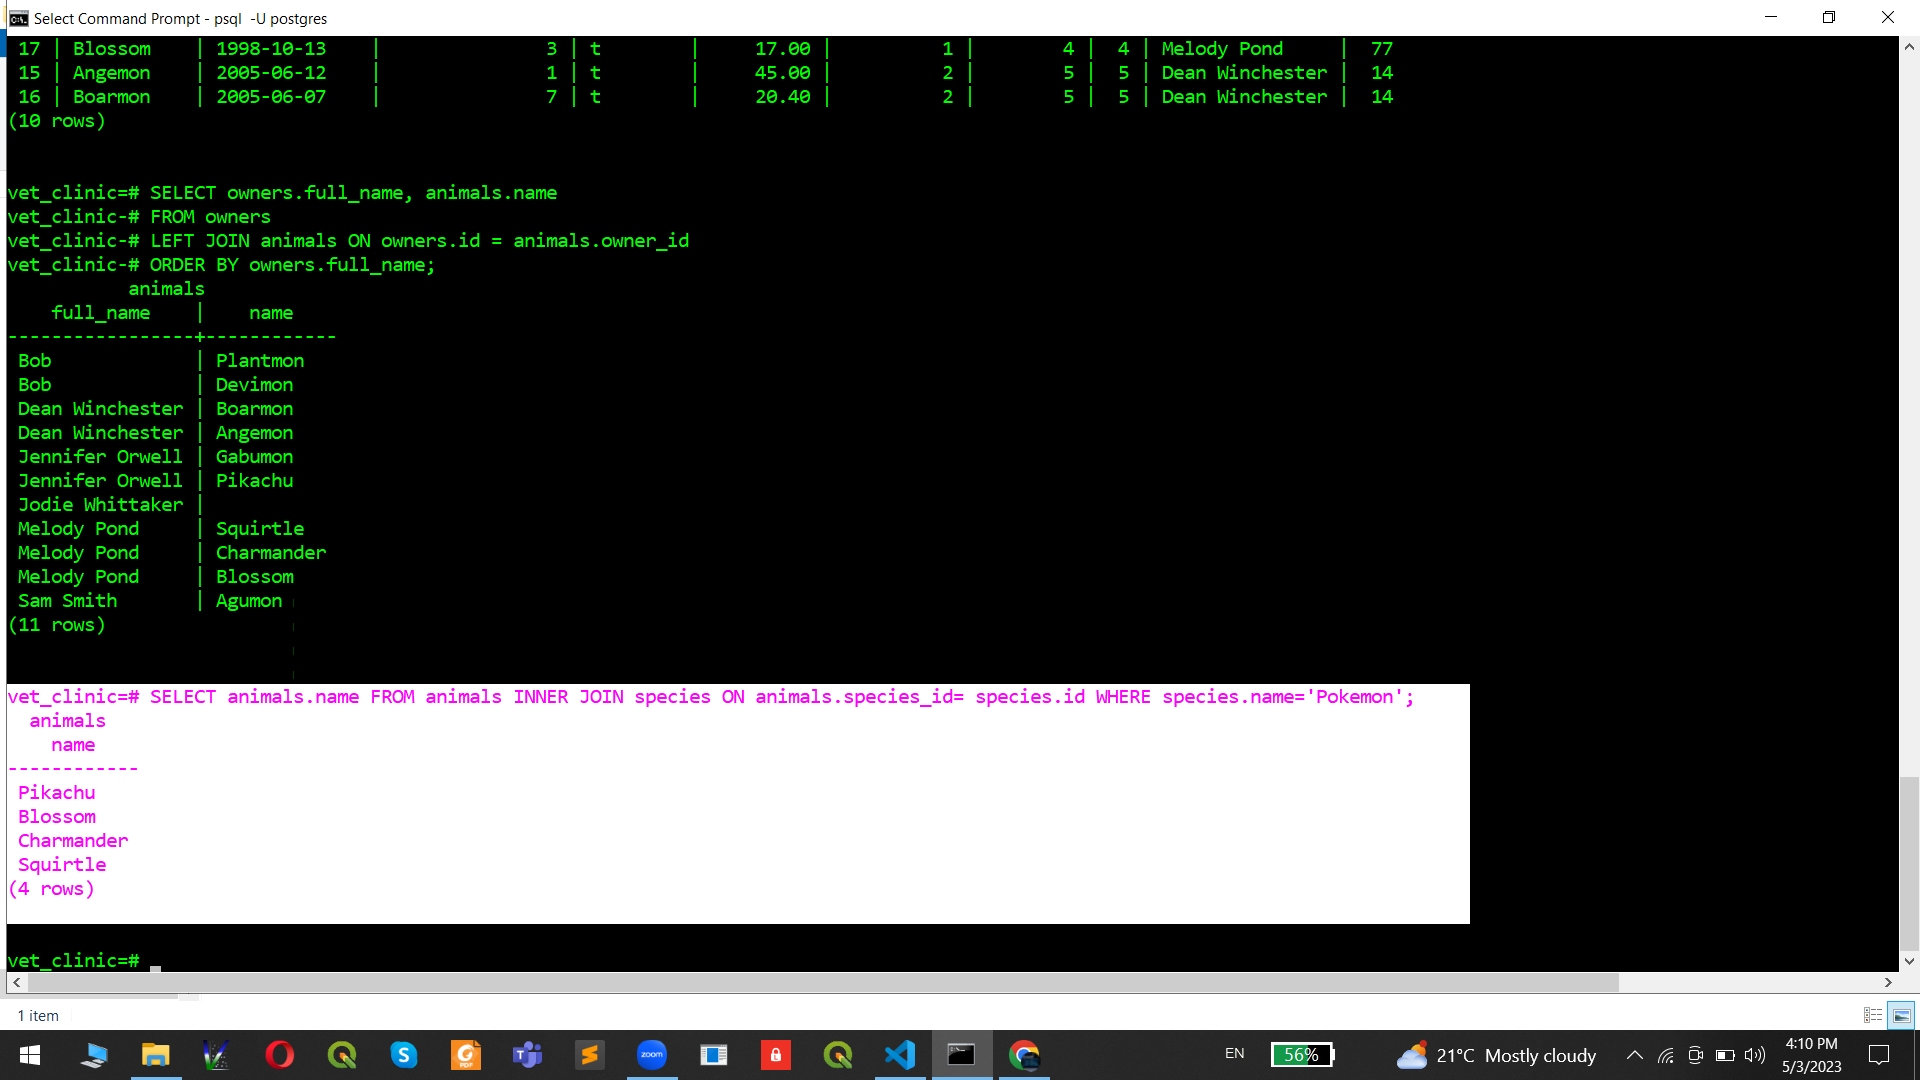 Select Command Prompt - psql  -U postgres
 17 | Blossom    | 1998-10-13    |               3 | t        |     17.00 |          1 |        4 |  4 | Melody Pond     |  77
 15 | Angemon    | 2005-06-12    |               1 | t        |     45.00 |          2 |        5 |  5 | Dean Winchester |  14
 16 | Boarmon    | 2005-06-07    |               7 | t        |     20.40 |          2 |        5 |  5 | Dean Winchester |  14
(10 rows)
vet_clinic=# SELECT owners.full_name, animals.name
vet_clinic-# FROM owners
vet_clinic-# LEFT JOIN animals ON owners.id = animals.owner_id
vet_clinic-# ORDER BY owners.full_name;
           animals
    full_name    |    name
-----------------+------------
 Bob             | Plantmon
 Bob             | Devimon
 Dean Winchester | Boarmon
 Dean Winchester | Angemon
 Jennifer Orwell | Gabumon
 Jennifer Orwell | Pikachu
 Jodie Whittaker |
 Melody Pond     | Squirtle
 Melody Pond     | Charmander
 Melody Pond     | Blossom
 Sam Smith       | Agumon
(11 rows)
vet_clinic=# SELECT animals.name FROM animals INNER JOIN species ON animals.species_id= species.id WHERE species.name='Pokemon';
  animals
    name
------------
 Pikachu
 Blossom
 Charmander
 Squirtle
(4 rows)
vet_clinic=#
1 item
zoom
EN
56%
21°C Mostly cloudy
4:10 PM
5/3/2023